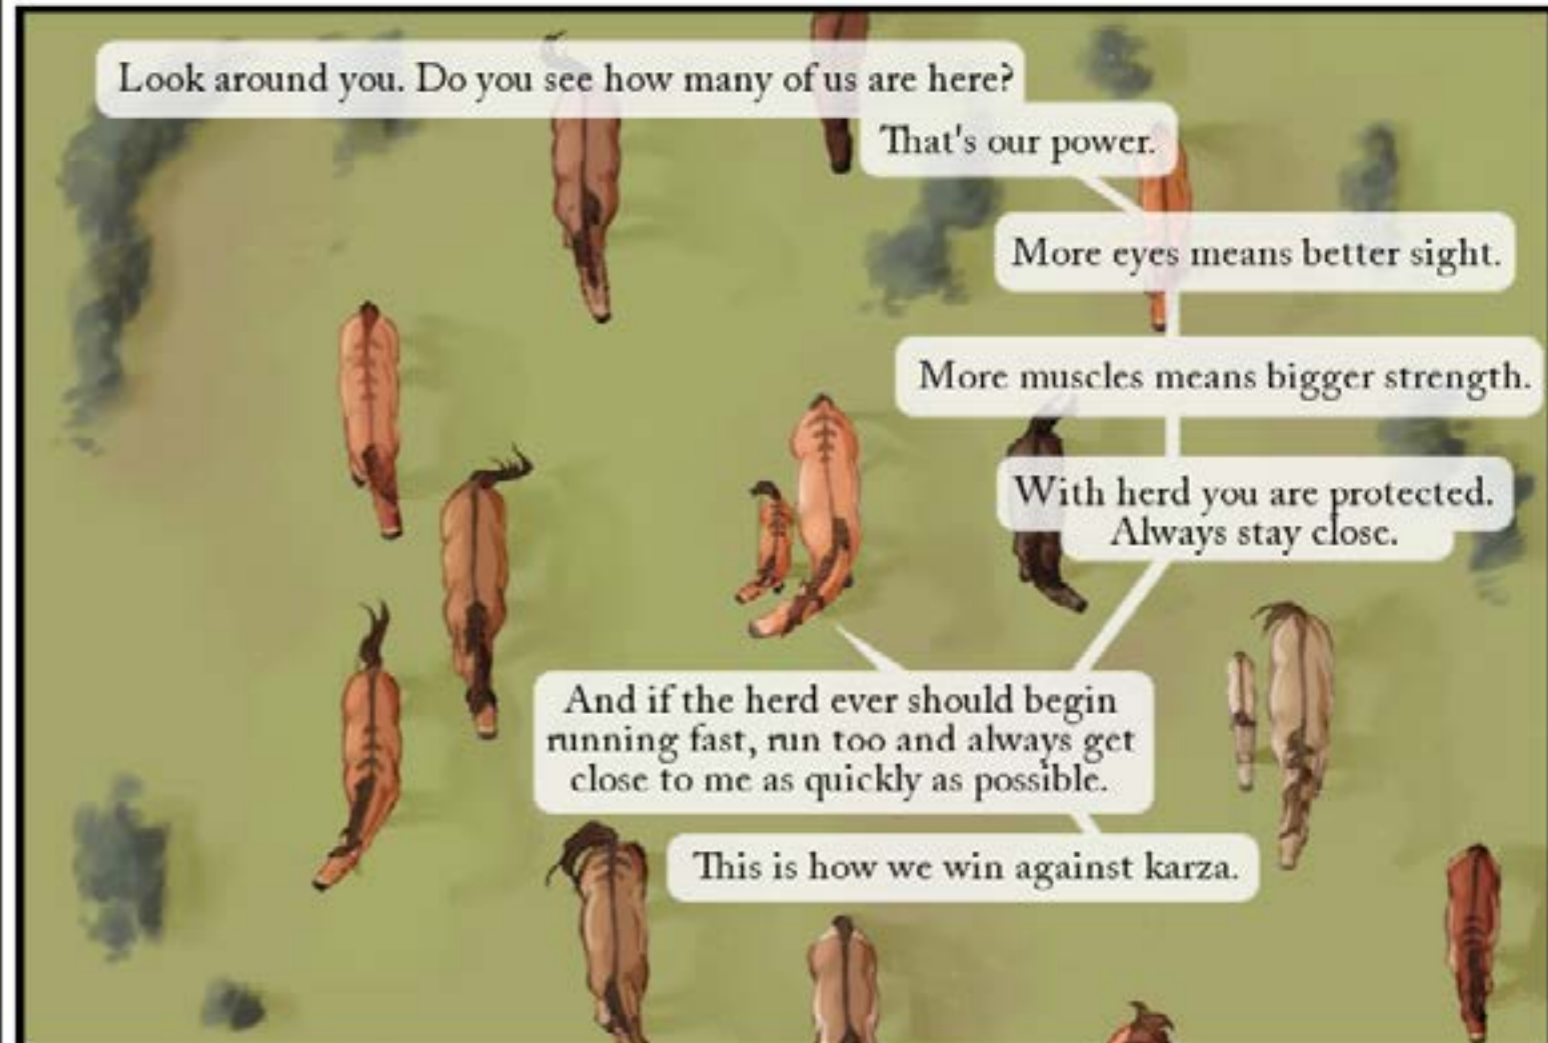 Look around you. Do you see how many of us are here?
That's our power.
More eyes means better sight.
More muscles means bigger strength.
With herd you are protected.
Always stay close.
And if the herd ever should begin
running fast, run too and always get
close to me as quickly as possible.
This is how we win against karza.